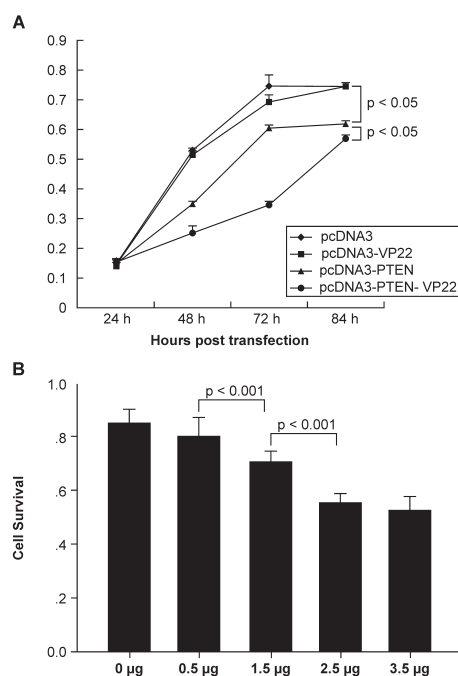 A
0.9
0.8
0.7
0.6
0.5
0.4
0.3
0.2
0.1
0
p < 0.05
p < 0.05
pcDNA3
pcDNA3-VP22
pcDNA3-PTEN
pcDNA3-PTEN- VP22
24 h 48 h 72 h 84 h
Hours post transfection
B
Cell Survival
1.0
.8
.6
.4
.2
0.0
p < 0.001
p < 0.001
0 µg 0.5 µg 1.5 µg 2.5 µg 3.5 µg